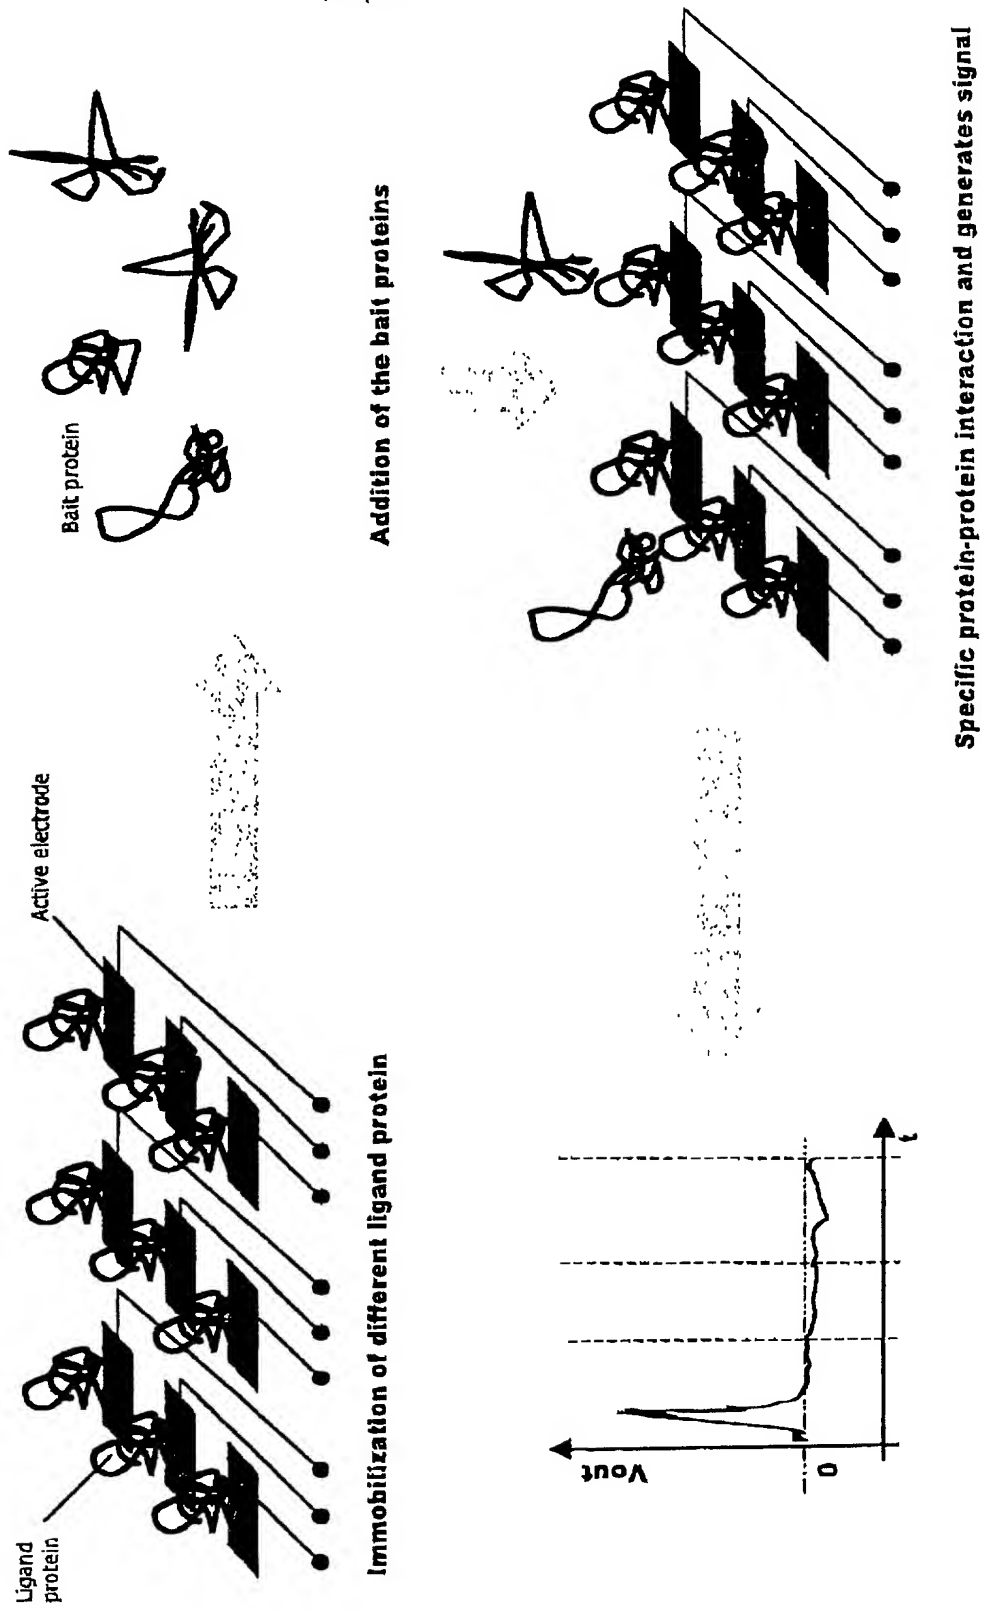 Ligand
protein
Active electrode
Immobilization of different ligand protein
Bait protein
Addition of the bait proteins
Specific protein-protein interaction and generates signal
Vout
0
t